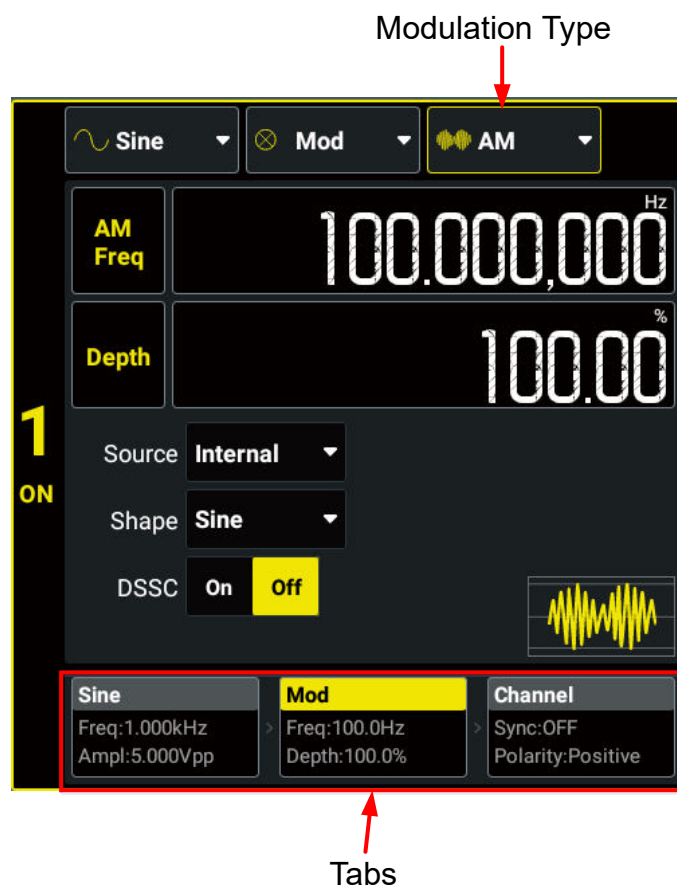 Modulation Type
Sine Mod AM
Hz
AM
Freq
100.000,000
%
Depth
100.00
1
ON
Source Internal
Shape Sine
DSSC On Off
Sine Mod Channel
Freq:1.000kHz > Freq:100.0Hz > Sync:OFF
Ampl:5.000Vpp Depth:100.0% Polarity:Positive
Tabs